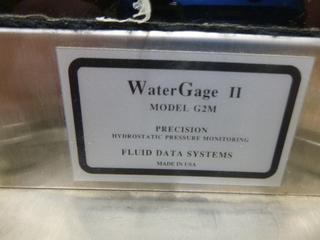 WaterGage II
MODEL G2M
PRECISION
HYDROSTATIC PRESSURE MONITORING
FLUID DATA SYSTEMS
MADE IN USA